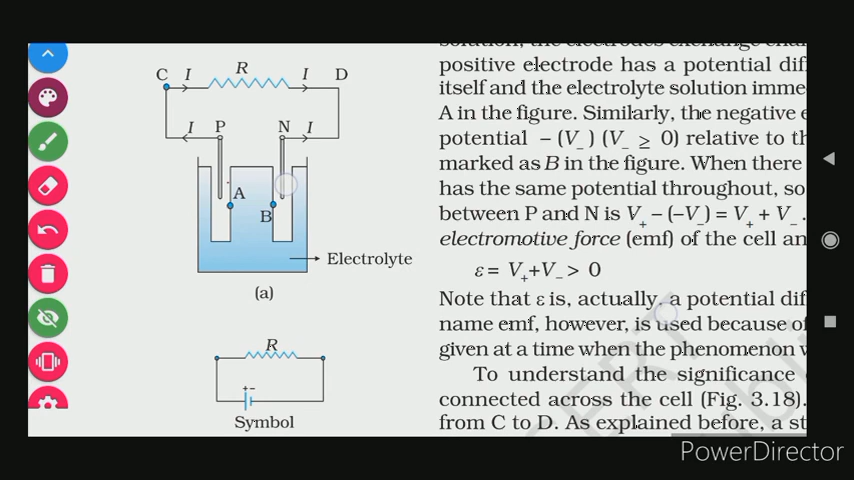 C I R I D
I P N I
A
B
Electrolyte
(a)
R
+ −
Symbol
positive electrode has a potential dif
itself and the electrolyte solution imme
A in the figure. Similarly, the negative e
potential – (V₋) (V₋ ≥ 0) relative to th
marked as B in the figure. When there
has the same potential throughout, so
between P and N is V₊ – (–V₋) = V₊ + V₋ .
electromotive force (emf) of the cell an
ε = V₊+V₋ > 0
Note that ε is, actually, a potential dif
name emf, however, is used because of
given at a time when the phenomenon w
To understand the significance
connected across the cell (Fig. 3.18).
from C to D. As explained before, a st
PowerDirector